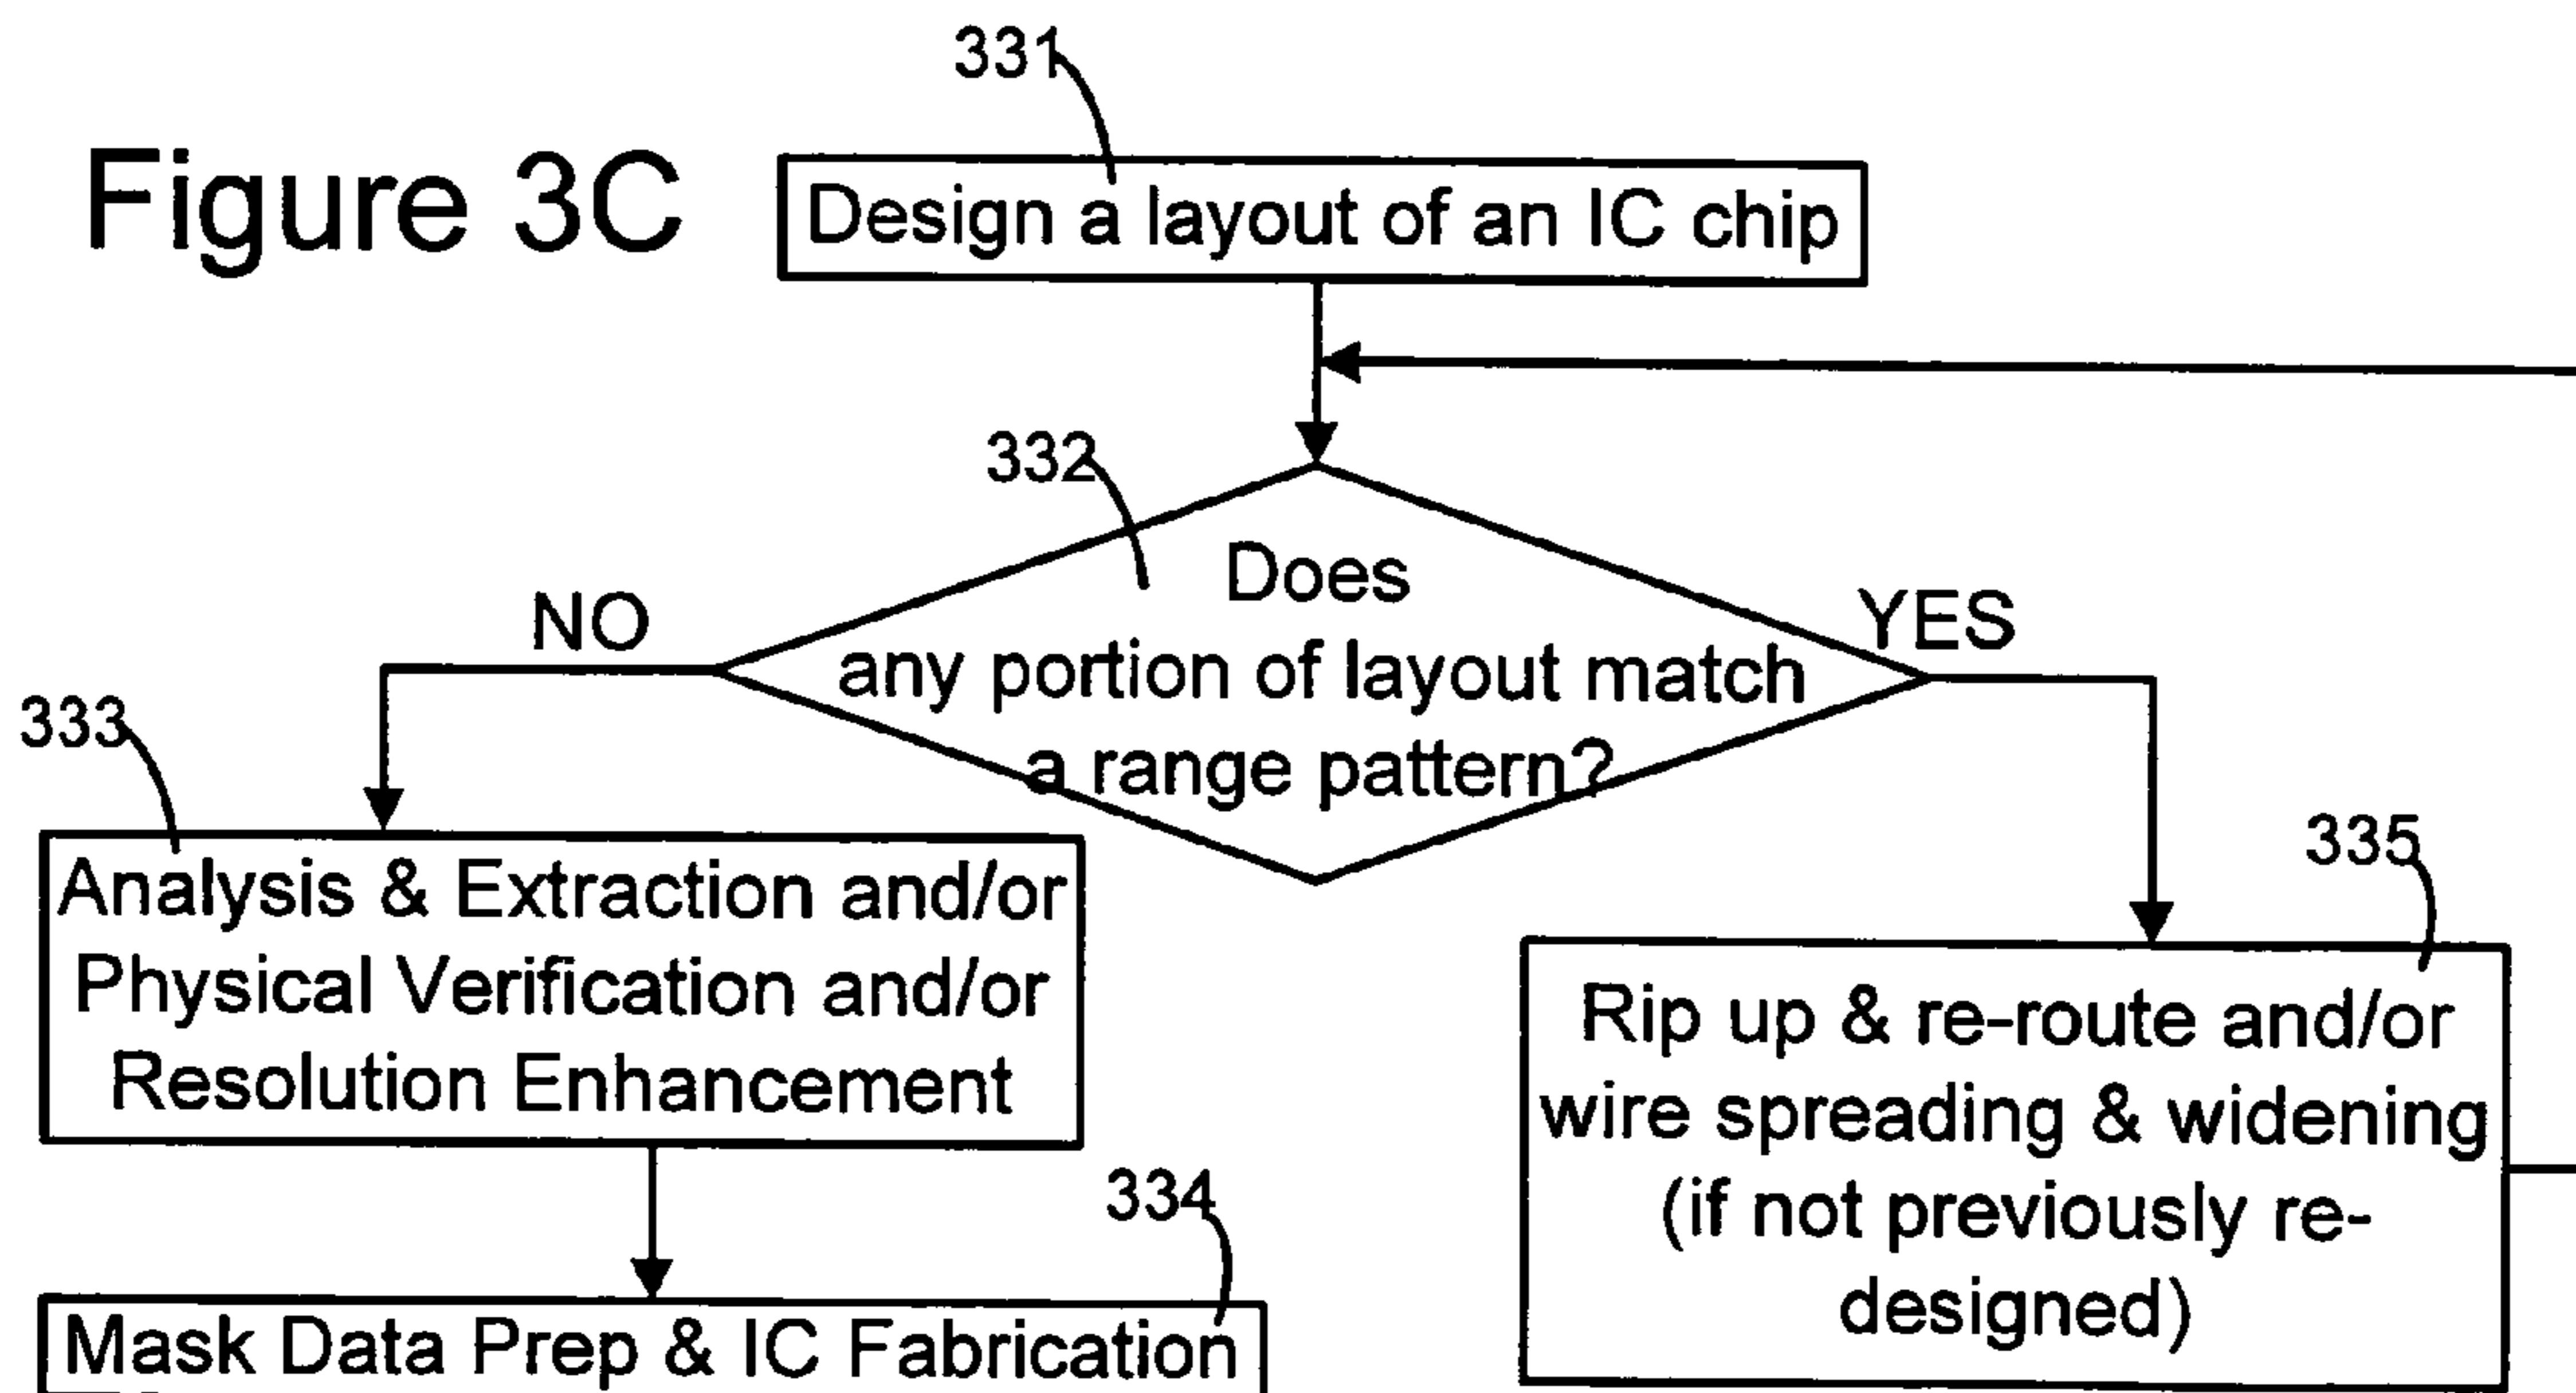 331
Figure 3C
Design a layout of an IC chip
332
Does
any portion of layout match
a range pattern?
NO
YES
333
Analysis & Extraction and/or
Physical Verification and/or
Resolution Enhancement
335
Rip up & re-route and/or
wire spreading & widening
(if not previously re-
designed)
334
Mask Data Prep & IC Fabrication